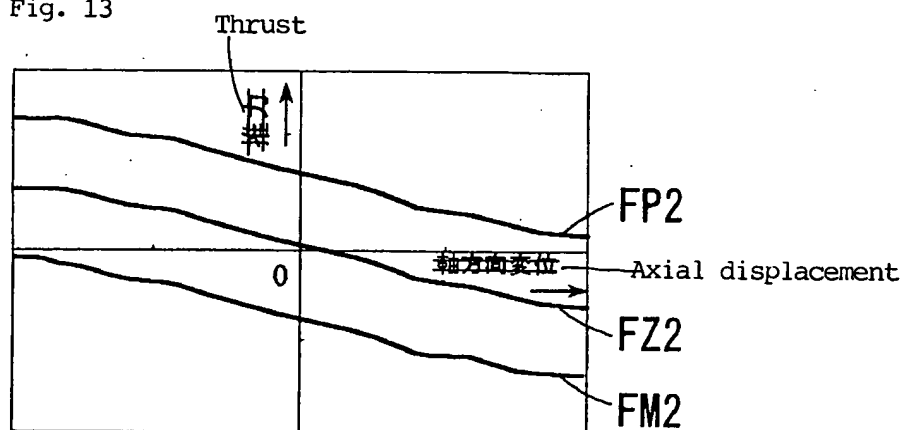 Fig. 13
Thrust
推力
FP2
0
軸方向変位
Axial displacement
FZ2
FM2